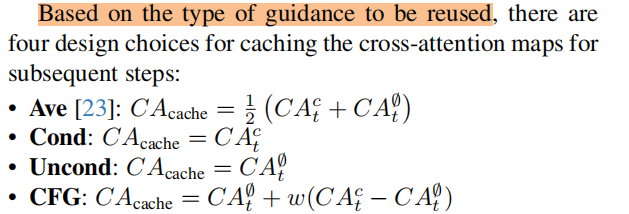 Based on the type of guidance to be reused, there are
four design choices for caching the cross-attention maps for
subsequent steps:
• Ave [23]: $CA_{\text{cache}} = \frac{1}{2}\left(CA_t^c + CA_t^{\emptyset}\right)$
• Cond: $CA_{\text{cache}} = CA_t^c$
• Uncond: $CA_{\text{cache}} = CA_t^{\emptyset}$
• CFG: $CA_{\text{cache}} = CA_t^{\emptyset} + w(CA_t^c - CA_t^{\emptyset})$